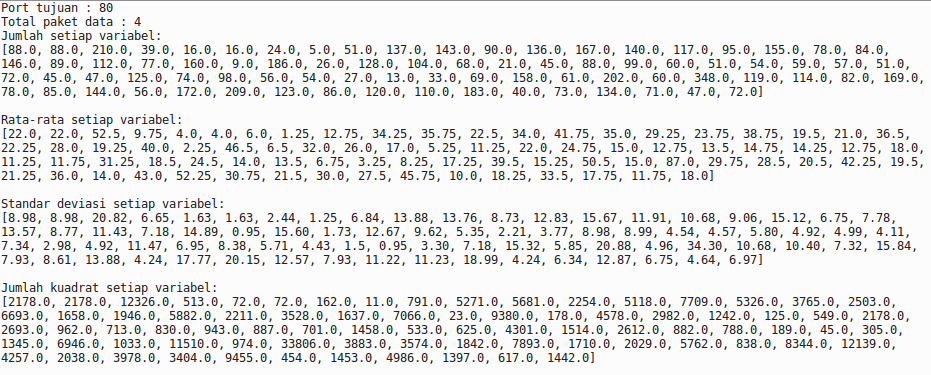 Port tujuan : 80
Total paket data : 4
Jumlah setiap variabel:
[88.0, 88.0, 210.0, 39.0, 16.0, 16.0, 24.0, 5.0, 51.0, 137.0, 143.0, 90.0, 136.0, 167.0, 140.0, 117.0, 95.0, 155.0, 78.0, 84.0,
146.0, 89.0, 112.0, 77.0, 160.0, 9.0, 186.0, 26.0, 128.0, 104.0, 68.0, 21.0, 45.0, 88.0, 99.0, 60.0, 51.0, 54.0, 59.0, 57.0, 51.0,
72.0, 45.0, 47.0, 125.0, 74.0, 98.0, 56.0, 54.0, 27.0, 13.0, 33.0, 69.0, 158.0, 61.0, 202.0, 60.0, 348.0, 119.0, 114.0, 82.0, 169.0,
78.0, 85.0, 144.0, 56.0, 172.0, 209.0, 123.0, 86.0, 120.0, 110.0, 183.0, 40.0, 73.0, 134.0, 71.0, 47.0, 72.0]
Rata-rata setiap variabel:
[22.0, 22.0, 52.5, 9.75, 4.0, 4.0, 6.0, 1.25, 12.75, 34.25, 35.75, 22.5, 34.0, 41.75, 35.0, 29.25, 23.75, 38.75, 19.5, 21.0, 36.5,
22.25, 28.0, 19.25, 40.0, 2.25, 46.5, 6.5, 32.0, 26.0, 17.0, 5.25, 11.25, 22.0, 24.75, 15.0, 12.75, 13.5, 14.75, 14.25, 12.75, 18.0,
11.25, 11.75, 31.25, 18.5, 24.5, 14.0, 13.5, 6.75, 3.25, 8.25, 17.25, 39.5, 15.25, 50.5, 15.0, 87.0, 29.75, 28.5, 20.5, 42.25, 19.5,
21.25, 36.0, 14.0, 43.0, 52.25, 30.75, 21.5, 30.0, 27.5, 45.75, 10.0, 18.25, 33.5, 17.75, 11.75, 18.0]
Standar deviasi setiap variabel:
[8.98, 8.98, 20.82, 6.65, 1.63, 1.63, 2.44, 1.25, 6.84, 13.88, 13.76, 8.73, 12.83, 15.67, 11.91, 10.68, 9.06, 15.12, 6.75, 7.78,
13.57, 8.77, 11.43, 7.18, 14.89, 0.95, 15.60, 1.73, 12.67, 9.62, 5.35, 2.21, 3.77, 8.98, 8.99, 4.54, 4.57, 5.80, 4.92, 4.99, 4.11,
7.34, 2.98, 4.92, 11.47, 6.95, 8.38, 5.71, 4.43, 1.5, 0.95, 3.30, 7.18, 15.32, 5.85, 20.88, 4.96, 34.30, 10.68, 10.40, 7.32, 15.84,
7.93, 8.61, 13.88, 4.24, 17.77, 20.15, 12.57, 7.93, 11.22, 11.23, 18.99, 4.24, 6.34, 12.87, 6.75, 4.64, 6.97]
Jumlah kuadrat setiap variabel:
[2178.0, 2178.0, 12326.0, 513.0, 72.0, 72.0, 162.0, 11.0, 791.0, 5271.0, 5681.0, 2254.0, 5118.0, 7709.0, 5326.0, 3765.0, 2503.0,
6693.0, 1658.0, 1946.0, 5882.0, 2211.0, 3528.0, 1637.0, 7066.0, 23.0, 9380.0, 178.0, 4578.0, 2982.0, 1242.0, 125.0, 549.0, 2178.0,
2693.0, 962.0, 713.0, 830.0, 943.0, 887.0, 701.0, 1458.0, 533.0, 625.0, 4301.0, 1514.0, 2612.0, 882.0, 788.0, 189.0, 45.0, 305.0,
1345.0, 6946.0, 1033.0, 11510.0, 974.0, 33806.0, 3883.0, 3574.0, 1842.0, 7893.0, 1710.0, 2029.0, 5762.0, 838.0, 8344.0, 12139.0,
4257.0, 2038.0, 3978.0, 3404.0, 9455.0, 454.0, 1453.0, 4986.0, 1397.0, 617.0, 1442.0]